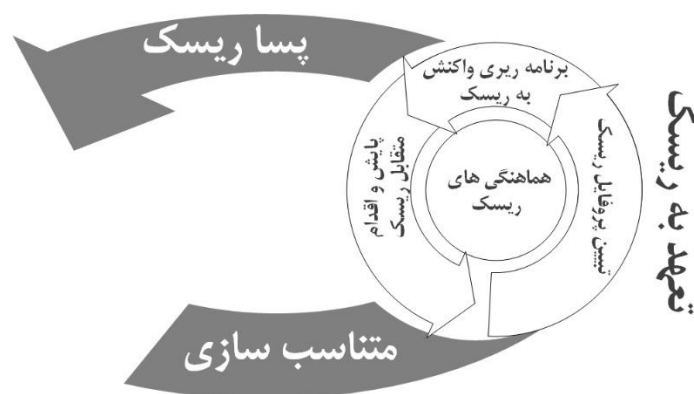 پسا ریسک
برنامه ریری واکنش
به ریسک
تبیین پروفایل ریسک
پایش و اقدام
متقابل ریسک
هماهنگی های
ریسک
تعهد به ریسک
متناسب سازی